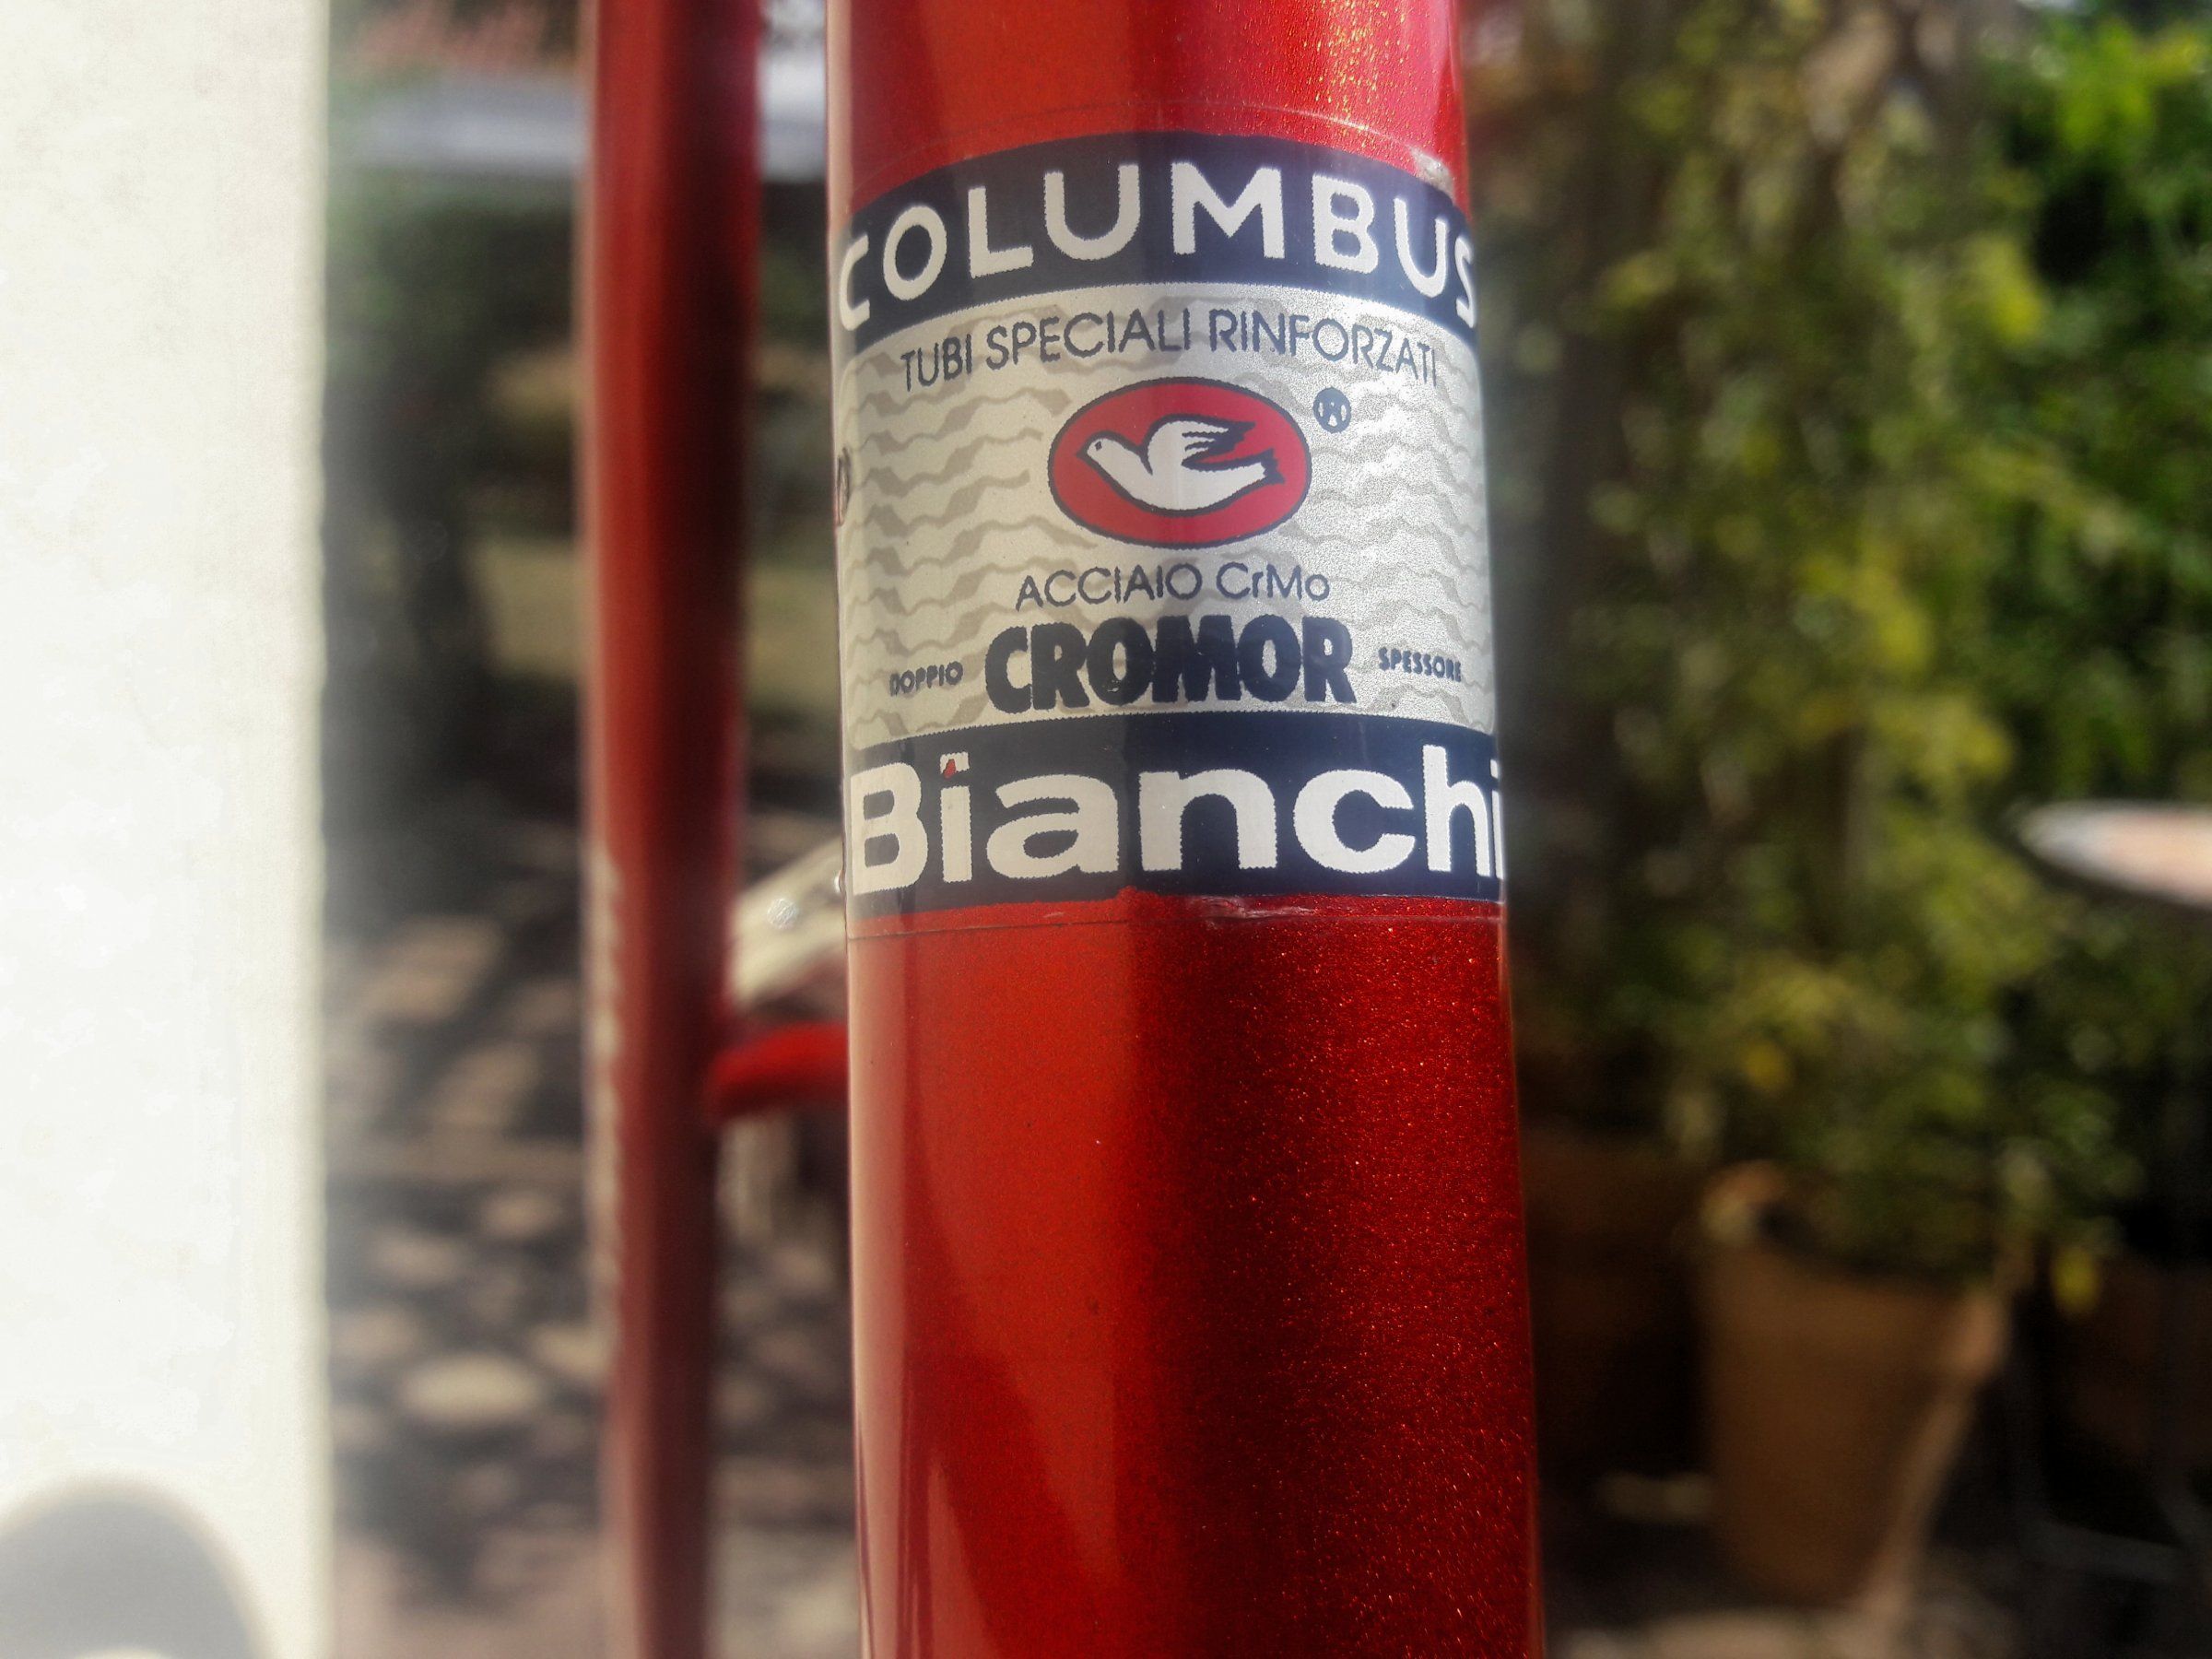 COLUMBUS
TUBI SPECIALI RINFORZATI
®
ACCIAIO CrMo
DOPPIO CROMOR SPESSORE
Bianchi